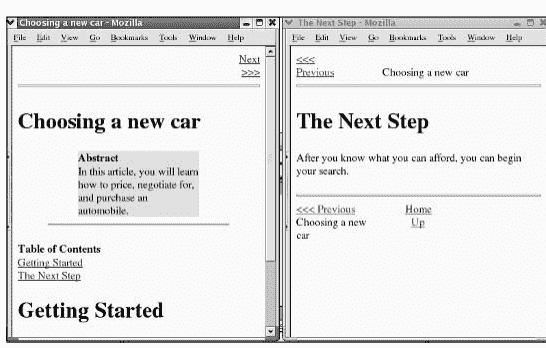 Choosing a new car - Mozilla
File Edit View Go Bookmarks Tools Window Help
Next
>>>
Choosing a new car
Abstract
In this article, you will learn
how to price, negotiate for,
and purchase an
automobile.
Table of Contents
Getting Started
The Next Step
Getting Started
The Next Step - Mozilla
File Edit View Go Bookmarks Tools Window Help
<<<
Previous Choosing a new car
The Next Step
After you know what you can afford, you can begin
your search.
<<< Previous Home
Choosing a new Up
car